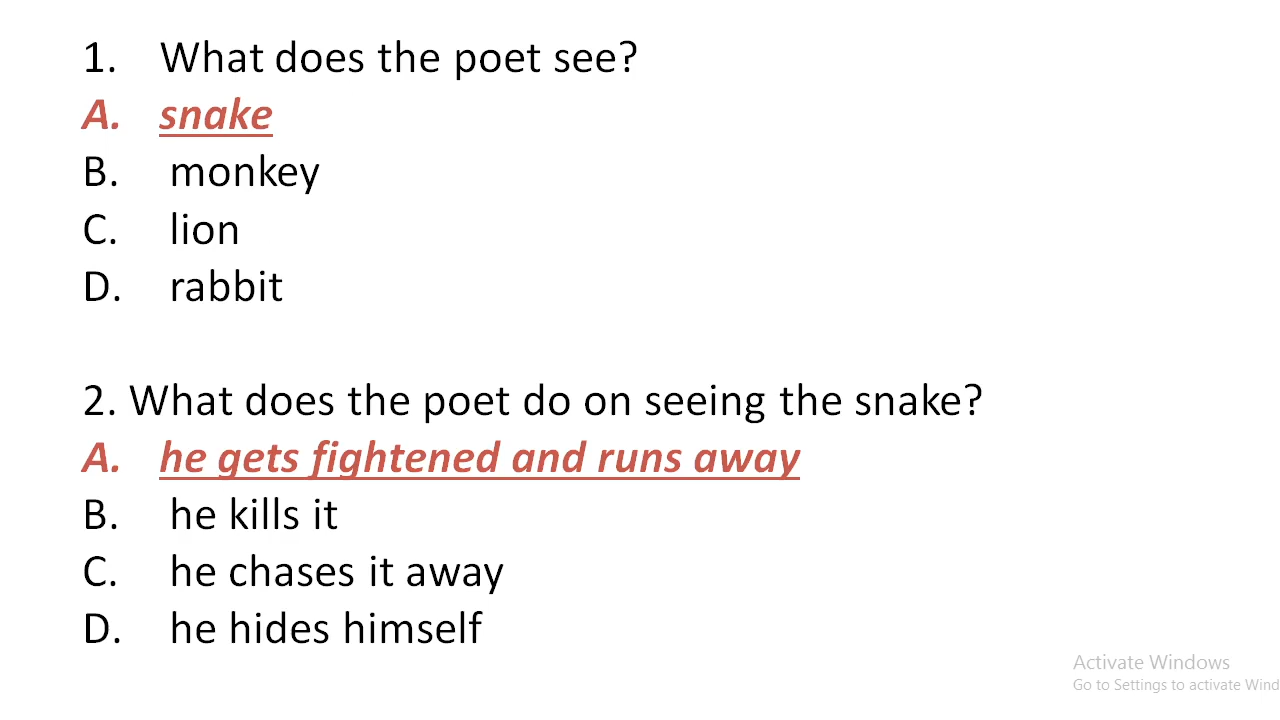 1. What does the poet see?
A. snake
B. monkey
C. lion
D. rabbit
2. What does the poet do on seeing the snake?
A. he gets fightened and runs away
B. he kills it
C. he chases it away
D. he hides himself
Activate Windows
Go to Settings to activate Wind